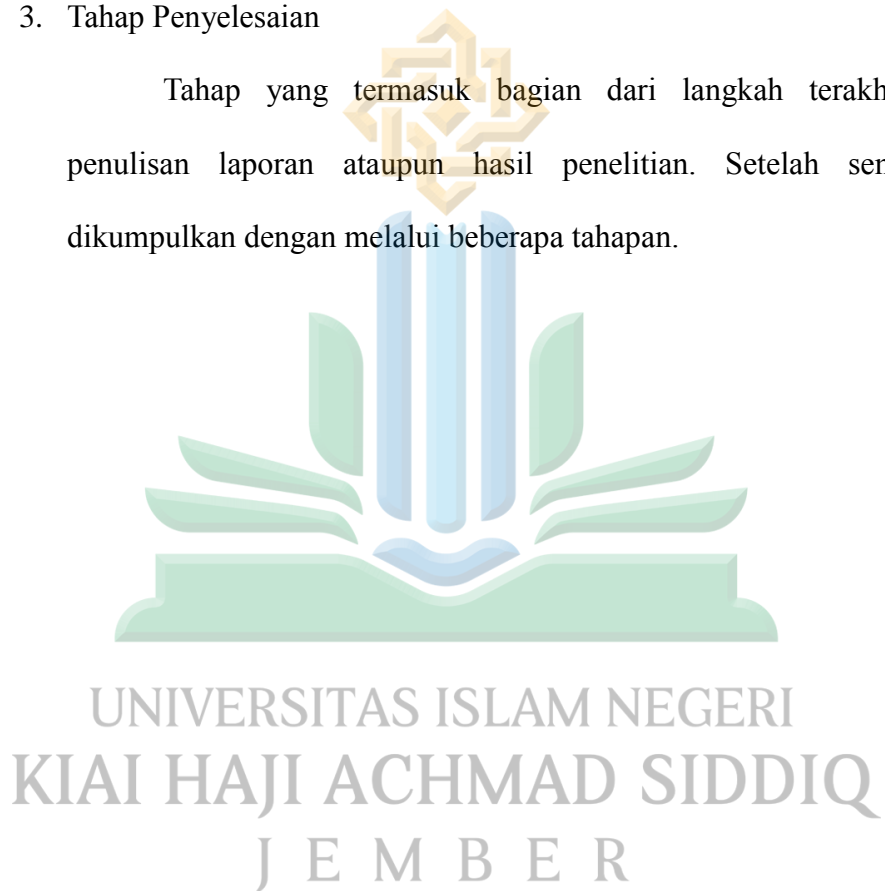 3. Tahap Penyelesaian
Tahap yang termasuk bagian dari langkah
penulisan laporan ataupun hasil penelitian. Setelah
dikumpulkan dengan melalui beberapa tahapan.
UNIVERSITAS ISLAM NEGERI
KIAI HAJI ACHMAD SIDDIQ
J E M B E R